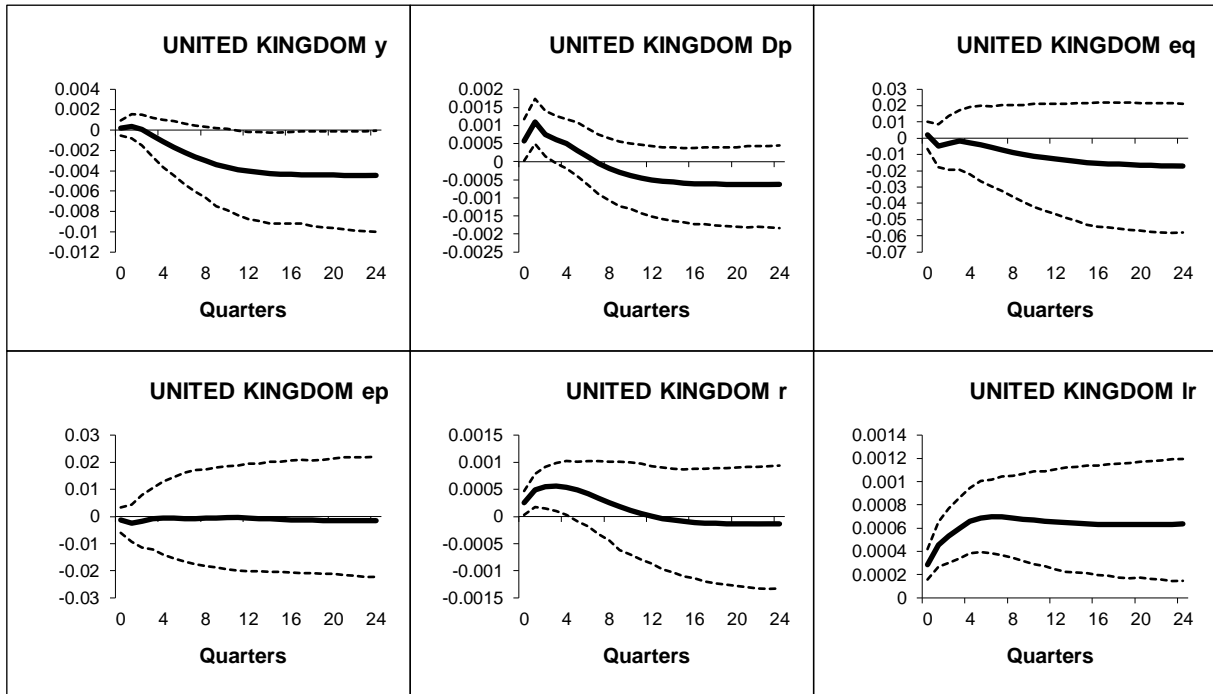 UNITED KINGDOM y
0.004
0.002
0
-0.002
-0.004
-0.006
-0.008
-0.01
-0.012
0 4 8 12 16 20 24
Quarters
UNITED KINGDOM Dp
0.002
0.0015
0.001
0.0005
0
-0.0005
-0.001
-0.0015
-0.002
-0.0025
0 4 8 12 16 20 24
Quarters
UNITED KINGDOM eq
0.03
0.02
0.01
0
-0.01
-0.02
-0.03
-0.04
-0.05
-0.06
-0.07
0 4 8 12 16 20 24
Quarters
UNITED KINGDOM ep
0.03
0.02
0.01
0
-0.01
-0.02
-0.03
0 4 8 12 16 20 24
Quarters
UNITED KINGDOM r
0.0015
0.001
0.0005
0
-0.0005
-0.001
-0.0015
0 4 8 12 16 20 24
Quarters
UNITED KINGDOM lr
0.0014
0.0012
0.001
0.0008
0.0006
0.0004
0.0002
0
0 4 8 12 16 20 24
Quarters